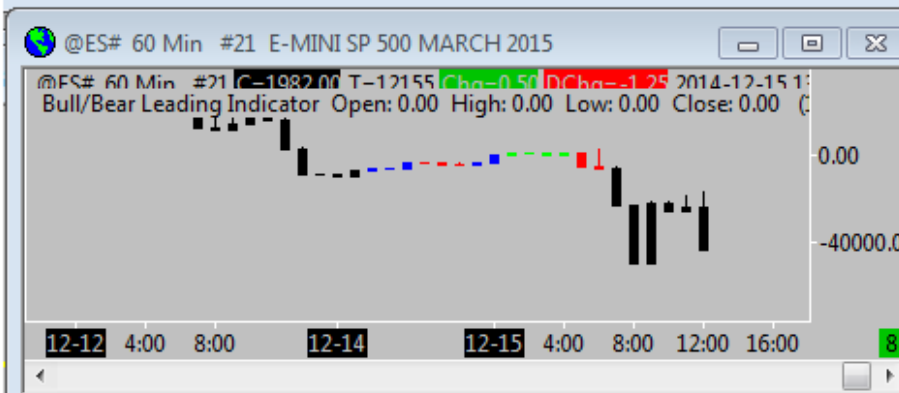 @ES# 60 Min #21 E-MINI SP 500 MARCH 2015
@ES# 60 Min #21 C=1982.00 T=12155 Chg=0.50 DChg=-1.25 2014-12-15
Bull/Bear Leading Indicator Open: 0.00 High: 0.00 Low: 0.00 Close: 0.00
0.00
-40000.0
12-12 4:00 8:00 12-14 12-15 4:00 8:00 12:00 16:00 8